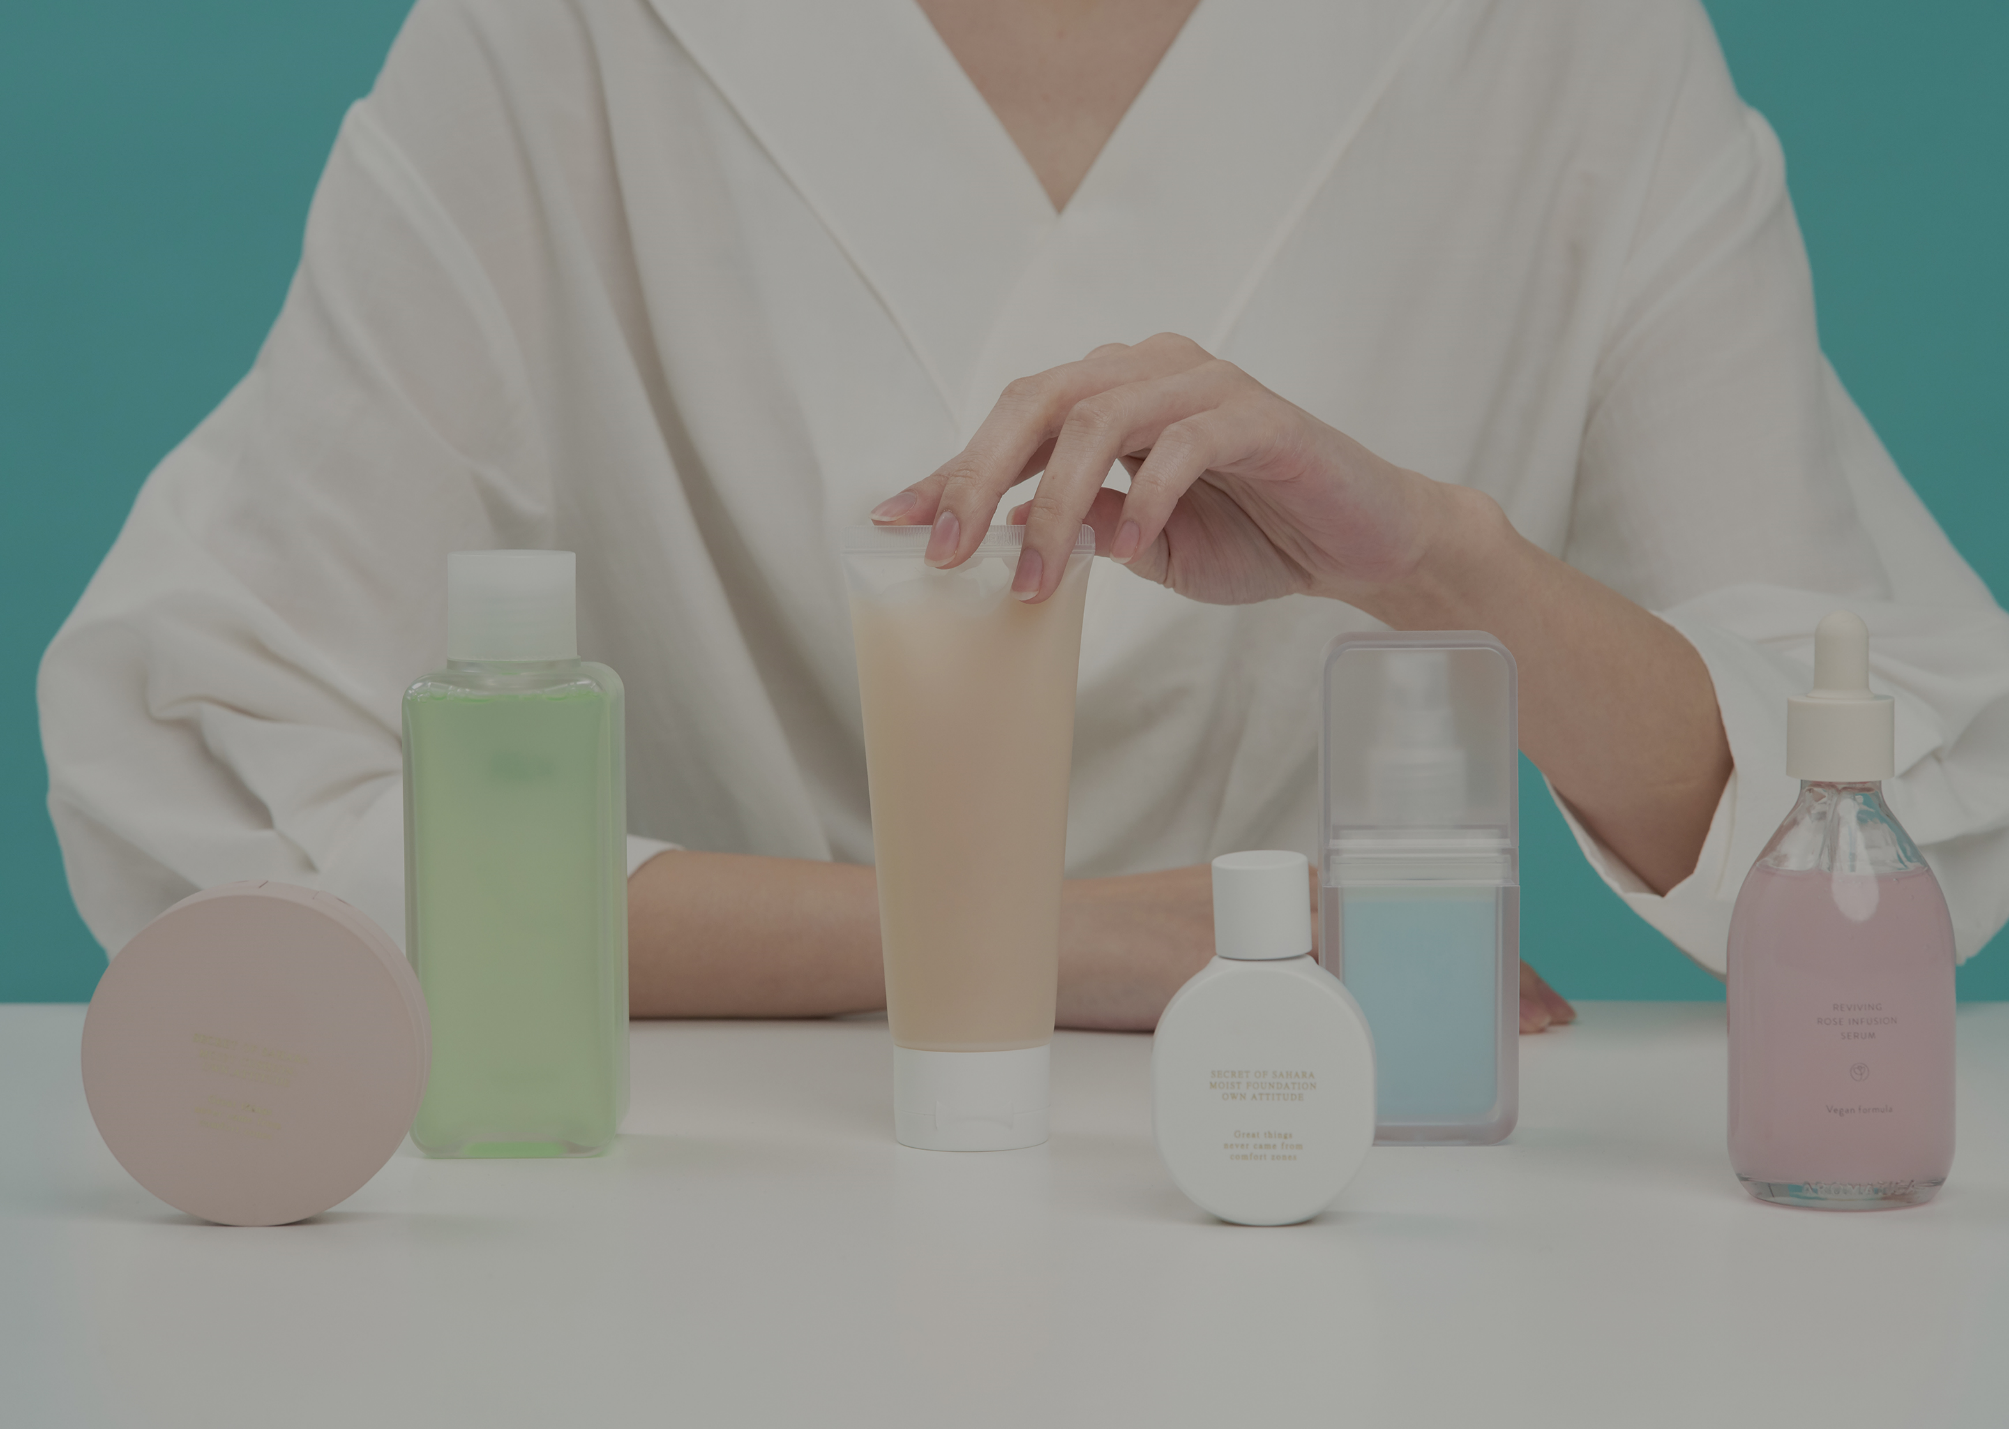 SECRET OF SAHARA
MOIST FOUNDATION
OWN ATTITUDE
Great things
never came from
comfort zones
REVIVING
ROSE INFUSION
SERUM
Vegan formula
AROMATICA